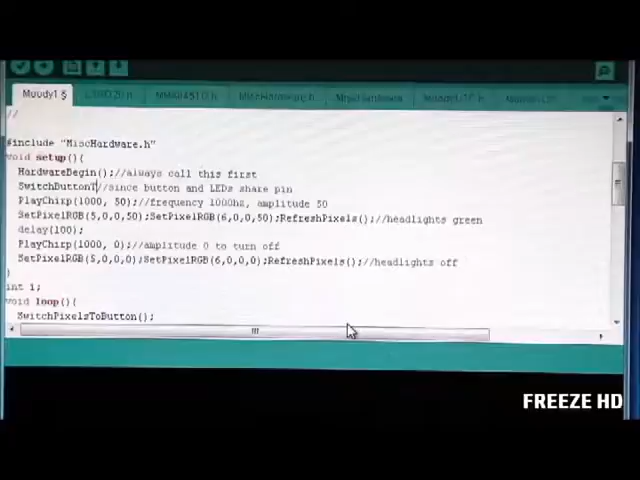 Moody1 §
//
#include "MiscHardware.h"
void setup(){
HardwareBegin();//always call this first
SwitchButtonT//since button and LEDs share pin
PlayChirp(1000, 50);//frequency 1000hz, amplitude 50
SetPixelRGB(5,0,0,50);SetPixelRGB(6,0,0,50);RefreshPixels();//headlights green
delay(100);
PlayChirp(1000, 0);//amplitude 0 to turn off
SetPixelRGB(5,0,0,0);SetPixelRGB(6,0,0,0);RefreshPixels();//headlights off
}
int i;
void loop(){
SwitchPixelsToButton();
FREEZE HD